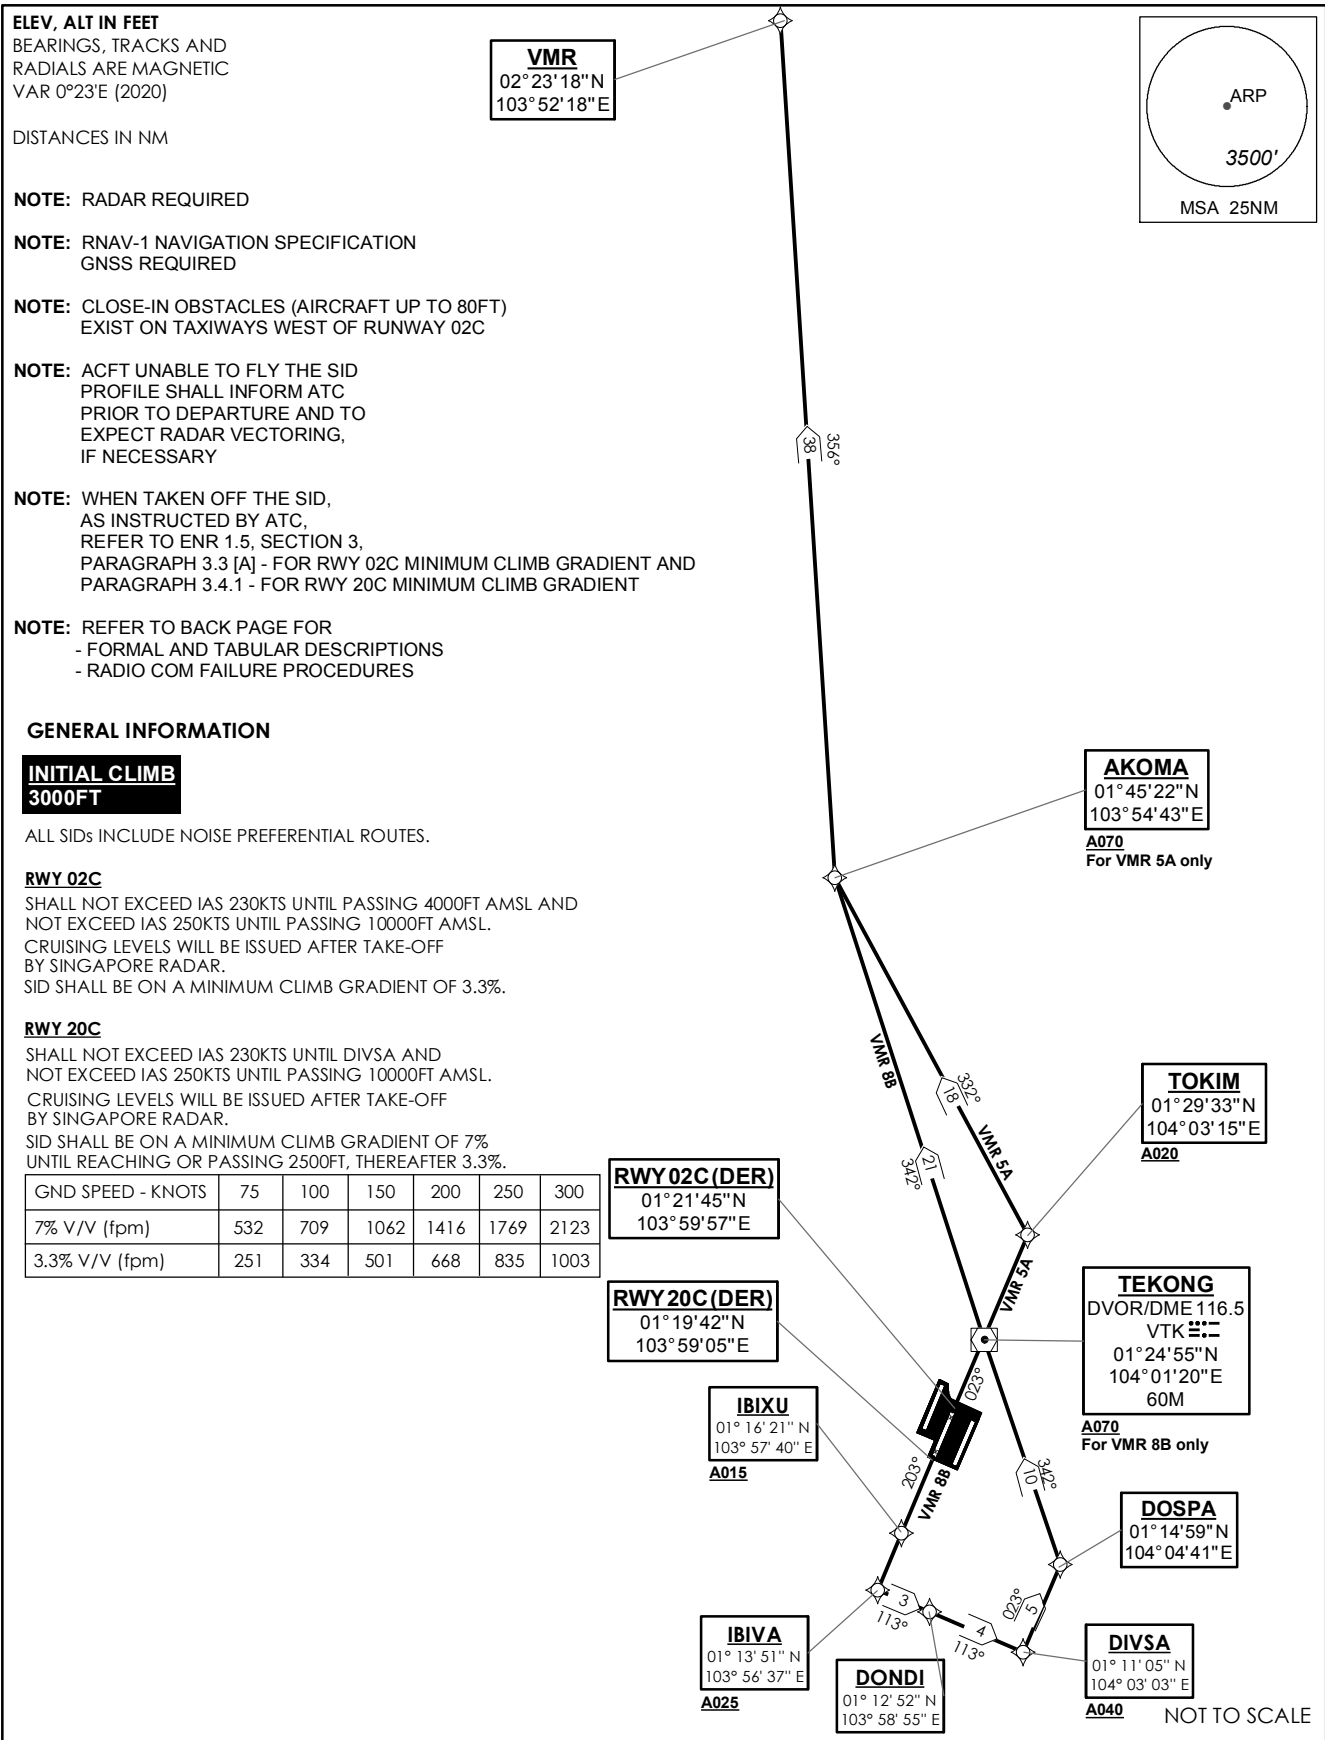 ELEV, ALT IN FEET
BEARINGS, TRACKS AND
RADIALS ARE MAGNETIC
VAR 0°23'E (2020)
DISTANCES IN NM
NOTE: RADAR REQUIRED
NOTE: RNAV-1 NAVIGATION SPECIFICATION
GNSS REQUIRED
NOTE: CLOSE-IN OBSTACLES (AIRCRAFT UP TO 80FT)
EXIST ON TAXIWAYS WEST OF RUNWAY 02C
NOTE: ACFT UNABLE TO FLY THE SID
PROFILE SHALL INFORM ATC
PRIOR TO DEPARTURE AND TO
EXPECT RADAR VECTORING,
IF NECESSARY
NOTE: WHEN TAKEN OFF THE SID,
AS INSTRUCTED BY ATC,
REFER TO ENR 1.5, SECTION 3,
PARAGRAPH 3.3 [A] - FOR RWY 02C MINIMUM CLIMB GRADIENT AND
PARAGRAPH 3.4.1 - FOR RWY 20C MINIMUM CLIMB GRADIENT
NOTE: REFER TO BACK PAGE FOR
- FORMAL AND TABULAR DESCRIPTIONS
- RADIO COM FAILURE PROCEDURES
GENERAL INFORMATION
INITIAL CLIMB
3000FT
ALL SIDs INCLUDE NOISE PREFERENTIAL ROUTES.
RWY 02C
SHALL NOT EXCEED IAS 230KTS UNTIL PASSING 4000FT AMSL AND
NOT EXCEED IAS 250KTS UNTIL PASSING 10000FT AMSL.
CRUISING LEVELS WILL BE ISSUED AFTER TAKE-OFF
BY SINGAPORE RADAR.
SID SHALL BE ON A MINIMUM CLIMB GRADIENT OF 3.3%.
RWY 20C
SHALL NOT EXCEED IAS 230KTS UNTIL DIVSA AND
NOT EXCEED IAS 250KTS UNTIL PASSING 10000FT AMSL.
CRUISING LEVELS WILL BE ISSUED AFTER TAKE-OFF
BY SINGAPORE RADAR.
SID SHALL BE ON A MINIMUM CLIMB GRADIENT OF 7%
UNTIL REACHING OR PASSING 2500FT, THEREAFTER 3.3%.
GND SPEED - KNOTS 75 100 150 200 250 300
7% V/V (fpm) 532 709 1062 1416 1769 2123
3.3% V/V (fpm) 251 334 501 668 835 1003
VMR
02°23'18"N
103°52'18"E
ARP
3500'
MSA 25NM
38
356°
AKOMA
01°45'22"N
103°54'43"E
A070
For VMR 5A only
VMR 8B
21
342°
18
332°
VMR 5A
TOKIM
01°29'33"N
104°03'15"E
A020
RWY 02C (DER)
01°21'45"N
103°59'57"E
VMR 5A
RWY 20C (DER)
01°19'42"N
103°59'05"E
TEKONG
DVOR/DME 116.5
VTK
01°24'55"N
104°01'20"E
60M
A070
For VMR 8B only
023°
IBIXU
01° 16' 21" N
103° 57' 40" E
A015
203°
VMR 8B
10
342°
DOSPA
01°14'59"N
104°04'41"E
3
113°
4
113°
023°
5
IBIVA
01° 13' 51" N
103° 56' 37" E
A025
DONDI
01° 12' 52" N
103° 58' 55" E
DIVSA
01° 11' 05" N
104° 03' 03" E
A040
NOT TO SCALE